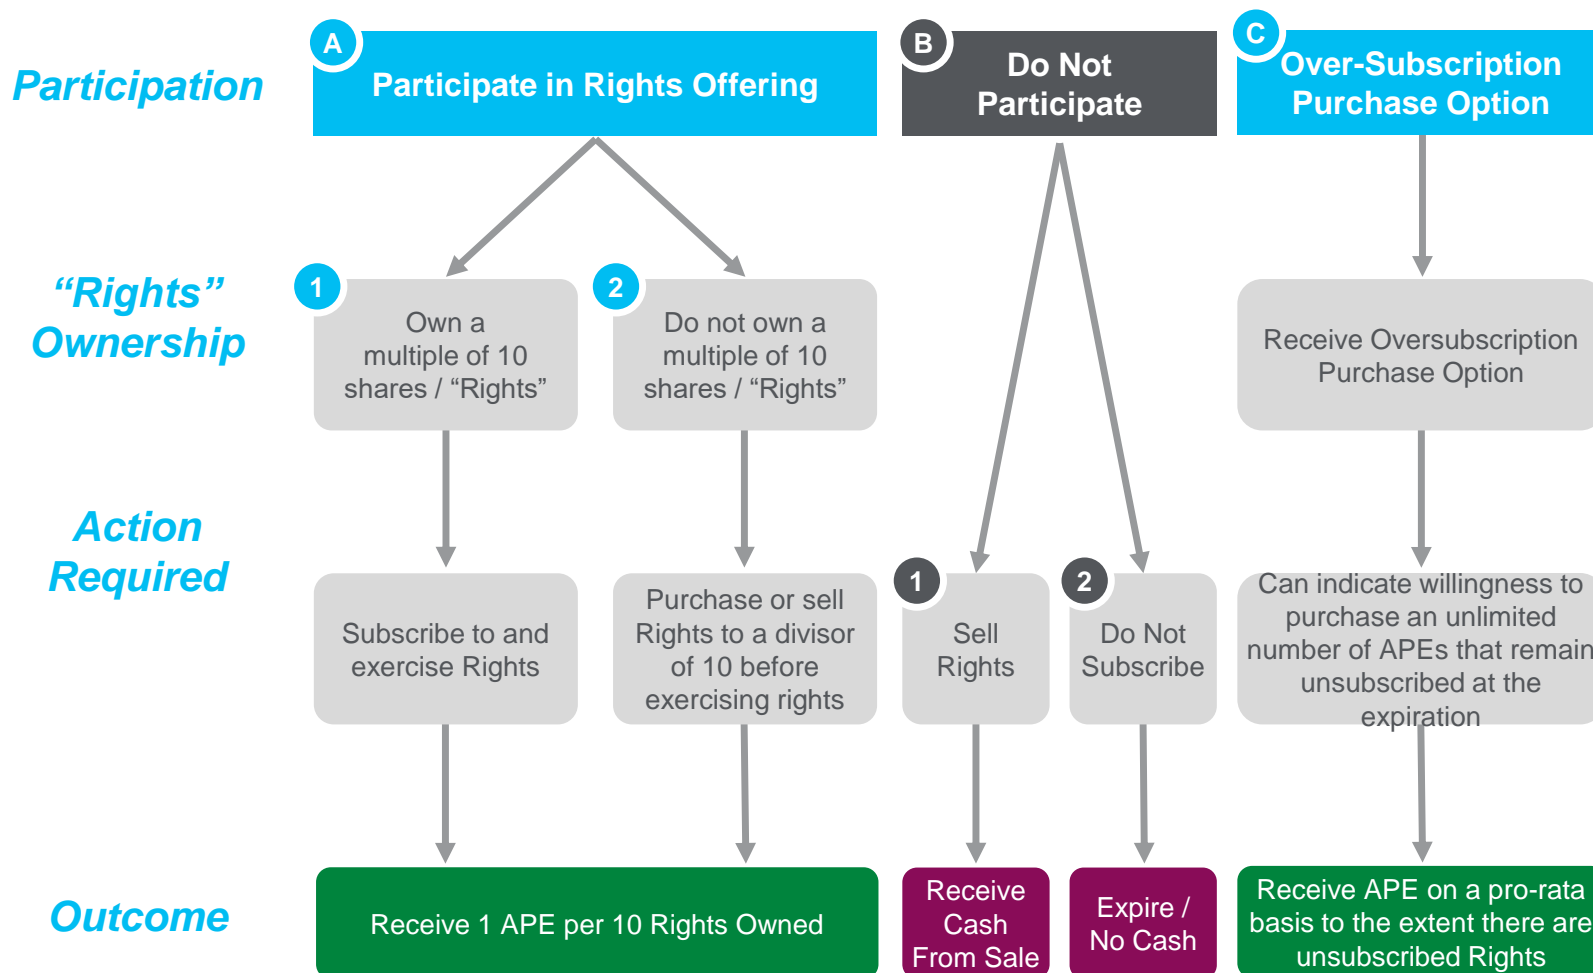 Participation
A
Participate in Rights Offering
B
Do Not
Participate
C
Over-Subscription
Purchase Option
“Rights”
Ownership
1
Own a
multiple of 10
shares / “Rights”
2
Do not own a
multiple of 10
shares / “Rights”
Receive Oversubscription
Purchase Option
Action
Required
Subscribe to and
exercise Rights
Purchase or sell
Rights to a divisor
of 10 before
exercising rights
1
Sell
Rights
2
Do Not
Subscribe
Can indicate willingness to
purchase an unlimited
number of APEs that remain
unsubscribed at the
expiration
Outcome
Receive 1 APE per 10 Rights Owned
Receive
Cash
From Sale
Expire /
No Cash
Receive APE on a pro-rata
basis to the extent there are
unsubscribed Rights